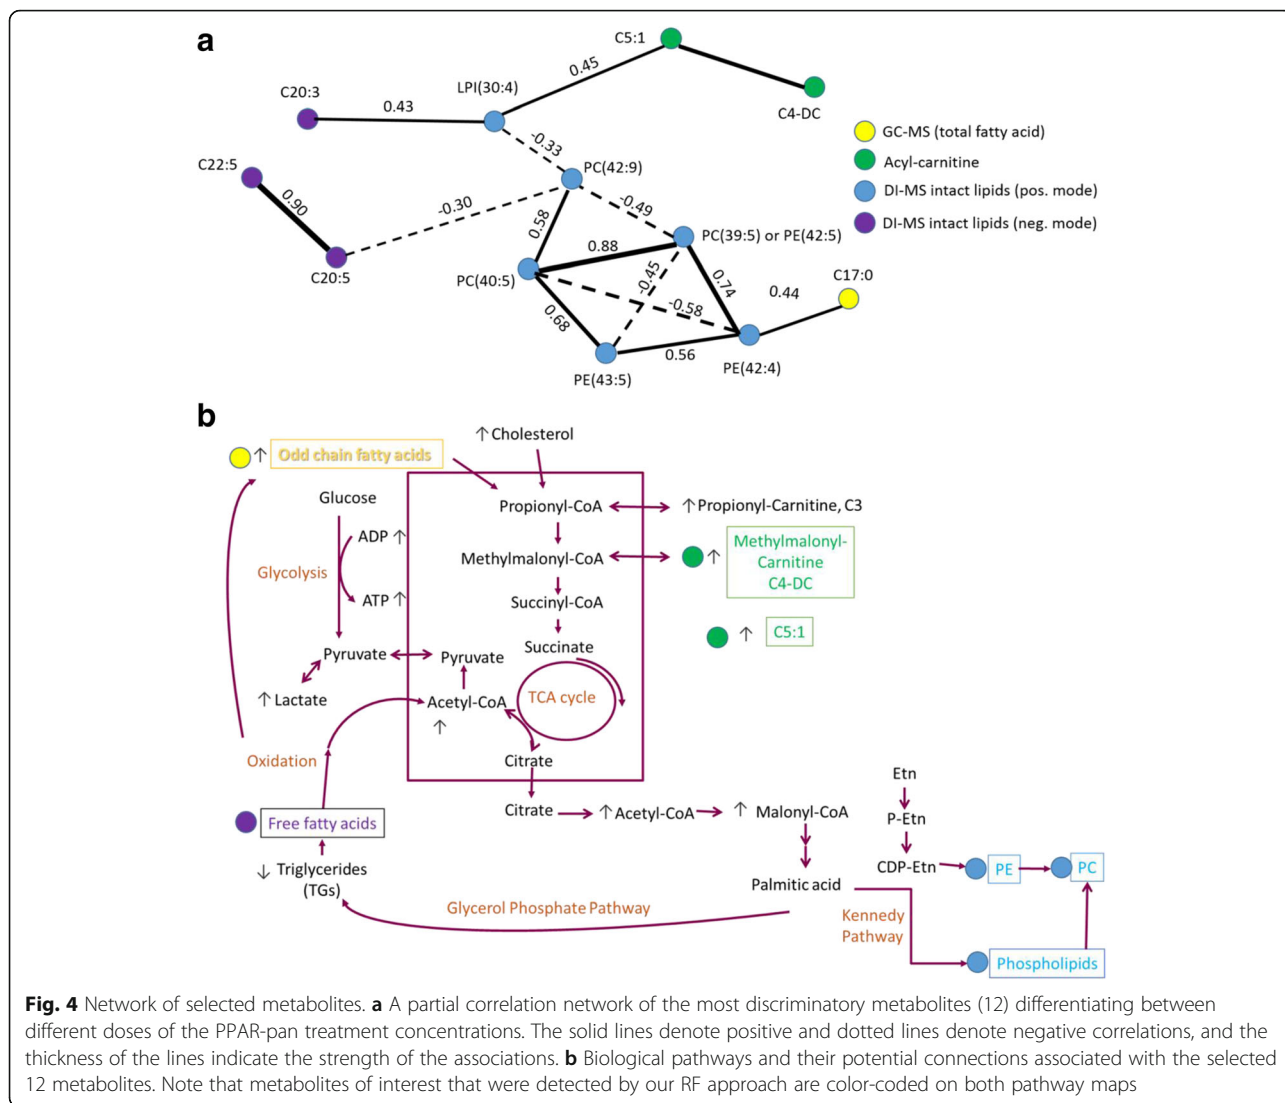 a
C5:1
0.45
C20:3
LPI(30:4)
0.43
C4-DC
GC-MS (total fatty acid)
Acyl-carnitine
DI-MS intact lipids (pos. mode)
DI-MS intact lipids (neg. mode)
-0.33
C22:5
PC(42:9)
0.90
-0.30
-0.49
0.58
PC(39:5) or PE(42:5)
0.88
C20:5
PC(40:5)
-0.45
0.74
C17:0
0.44
-0.58
0.68
0.56
PE(43:5)
PE(42:4)
b
↑ Cholesterol
↑ Odd chain fatty acids
Glucose
Propionyl-CoA
↑ Propionyl-Carnitine, C3
ADP ↑
Methylmalonyl-CoA
↑ Methylmalonyl-
Carnitine
C4-DC
Glycolysis
ATP ↑
Succinyl-CoA
↑ C5:1
Succinate
Pyruvate
Pyruvate
↑ Lactate
Acetyl-CoA
↑
TCA cycle
Oxidation
Citrate
Etn
Citrate
↑ Acetyl-CoA
↑ Malonyl-CoA
P-Etn
Free fatty acids
CDP-Etn
PE
PC
↓ Triglycerides
(TGs)
Palmitic acid
Glycerol Phosphate Pathway
Kennedy
Pathway
Phospholipids
Fig. 4 Network of selected metabolites. a A partial correlation network of the most discriminatory metabolites (12) differentiating between
different doses of the PPAR-pan treatment concentrations. The solid lines denote positive and dotted lines denote negative correlations, and the
thickness of the lines indicate the strength of the associations. b Biological pathways and their potential connections associated with the selected
12 metabolites. Note that metabolites of interest that were detected by our RF approach are color-coded on both pathway maps